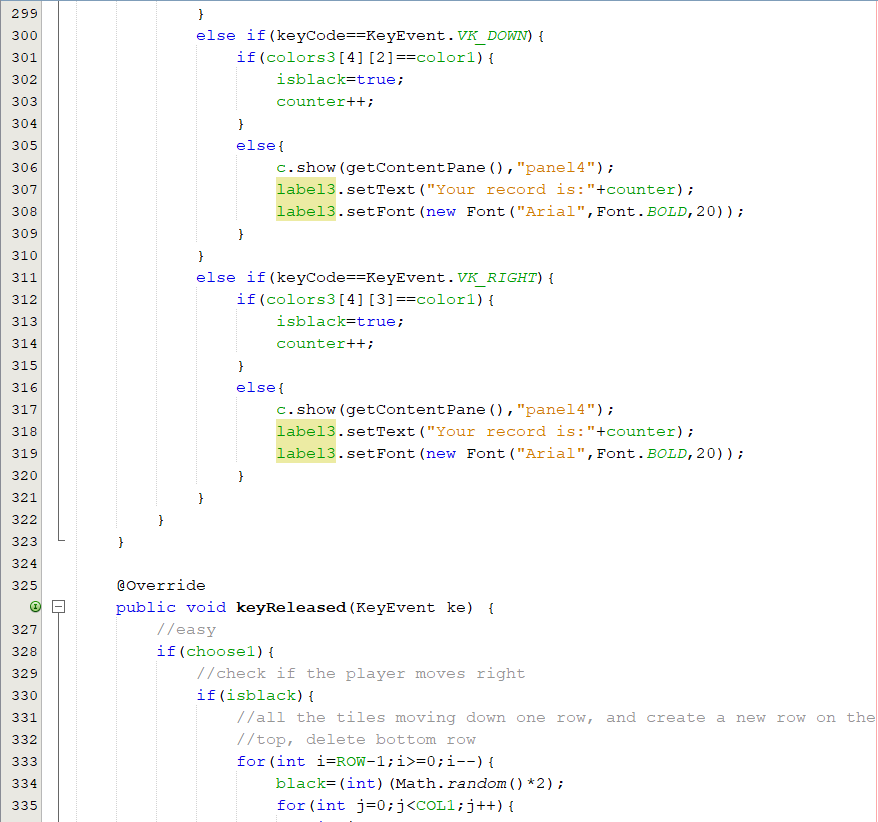 299 }
300 else if(keyCode==KeyEvent.VK_DOWN){
301 if(colors3[4][2]==color1){
302 isblack=true;
303 counter++;
304 }
305 else{
306 c.show(getContentPane(),"panel4");
307 label3.setText("Your record is:"+counter);
308 label3.setFont(new Font("Arial",Font.BOLD,20));
309 }
310 }
311 else if(keyCode==KeyEvent.VK_RIGHT){
312 if(colors3[4][3]==color1){
313 isblack=true;
314 counter++;
315 }
316 else{
317 c.show(getContentPane(),"panel4");
318 label3.setText("Your record is:"+counter);
319 label3.setFont(new Font("Arial",Font.BOLD,20));
320 }
321 }
322 }
323 }
324
325 @Override
public void keyReleased(KeyEvent ke) {
327 //easy
328 if(choose1){
329 //check if the player moves right
330 if(isblack){
331 //all the tiles moving down one row, and create a new row on the
332 //top, delete bottom row
333 for(int i=ROW-1;i>=0;i--){
334 black=(int)(Math.random()*2);
335 for(int j=0;j<COL1;j++){